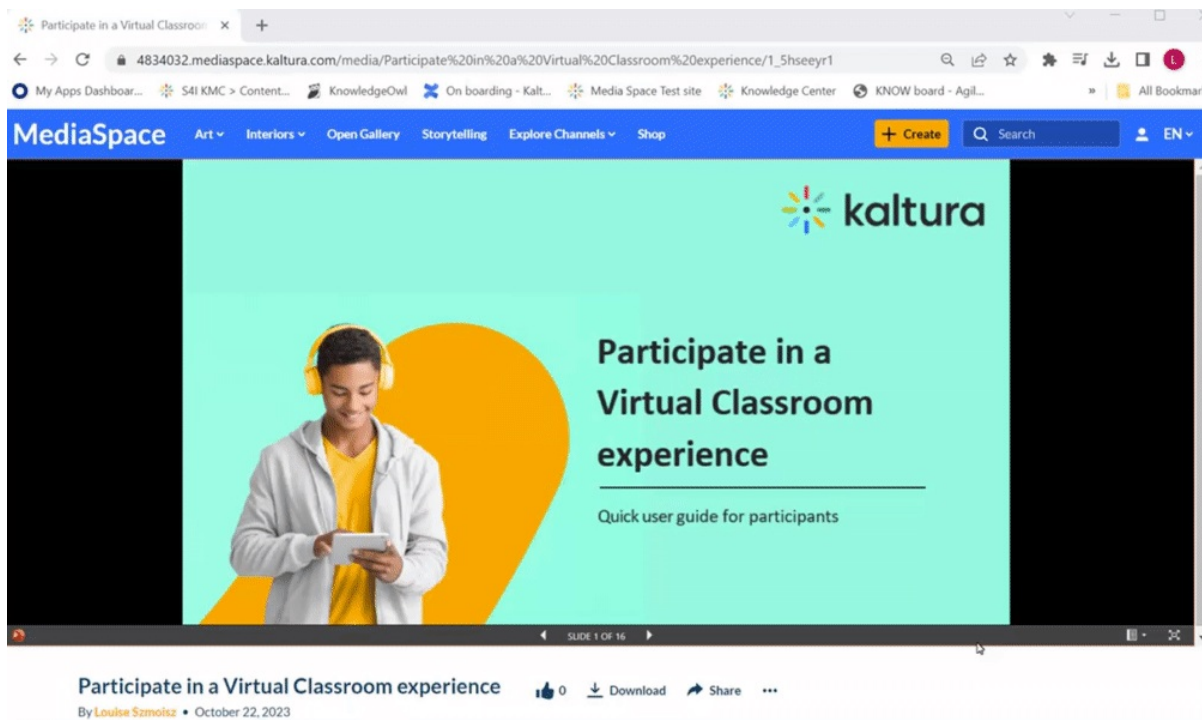 Participate in a Virtual Classroon
4834032.mediaspace.kaltura.com/media/Participate%20in%20a%20Virtual%20Classroom%20experience/1_5hseeyr1
L
My Apps Dashboar... S4I KMC > Content... KnowledgeOwl On boarding - Kalt... Media Space Test site Knowledge Center KNOW board - Agil... » All Bookmar
MediaSpace Art Interiors Open Gallery Storytelling Explore Channels Shop + Create Search EN
kaltura
Participate in a
Virtual Classroom
experience
Quick user guide for participants
SLIDE 1 OF 16
Participate in a Virtual Classroom experience 0 Download Share •••
By Louise Szmoisz • October 22, 2023